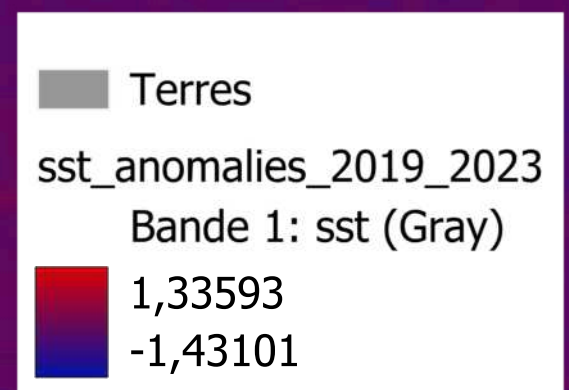 Terres
sst_anomalies_2019_2023
Bande 1: sst (Gray)
1,33593
-1,43101